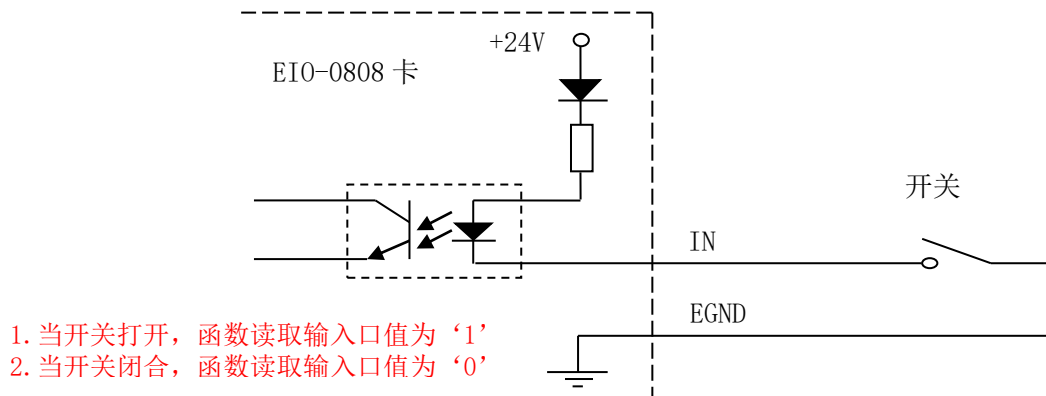 +24V
EIO-0808 卡
开关
IN
EGND
1.当开关打开，函数读取输入口值为‘1’
2.当开关闭合，函数读取输入口值为‘0’